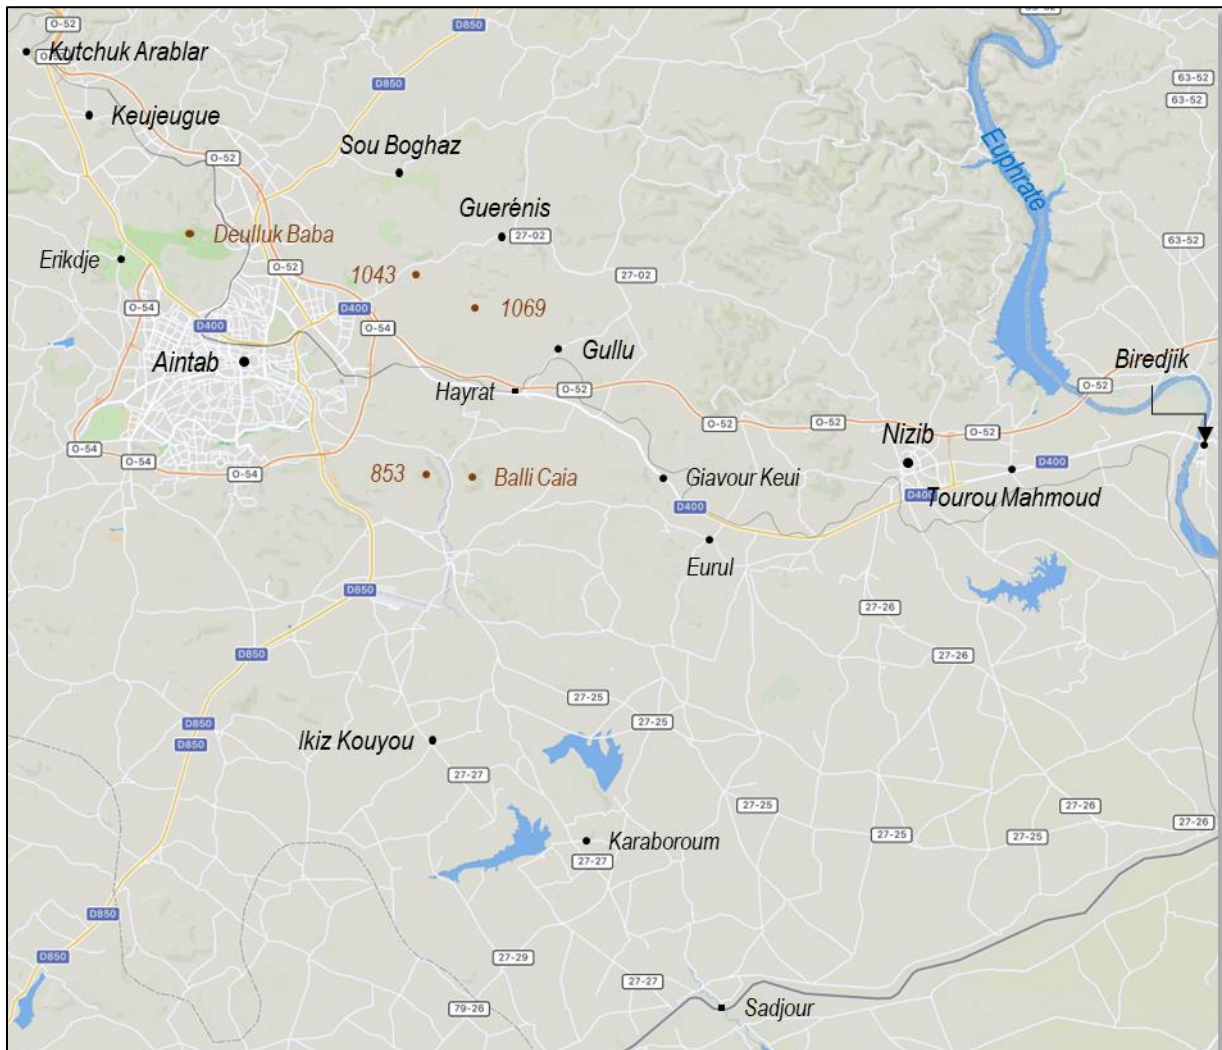 63-52
O-52
D850
Kutchuk Arablar
O-52
63-52
D850
63-52
Keujeugue
Euphrate
Sou Boghaz
O-52
Guerénis
27-02
Deulluk Baba
63-52
Erikdje
O-52
1043
27-02
O-54
D400
1069
D400
O-54
Gullu
Biredjik
Aintab
Hayrat
O-52
O-52
O-54
O-52
O-52
Nizib
O-54
O-54
853
Balli Caia
Giavour Keui
D400
D400
Tourou Mahmoud
D400
Eurul
D850
27-26
D850
27-26
27-25
D850
27-25
Ikiz Kouyou
D850
27-27
27-25
27-26
27-26
Karaboroum
27-25
27-25
27-27
D850
D850
27-29
27-27
79-26
Sadjour